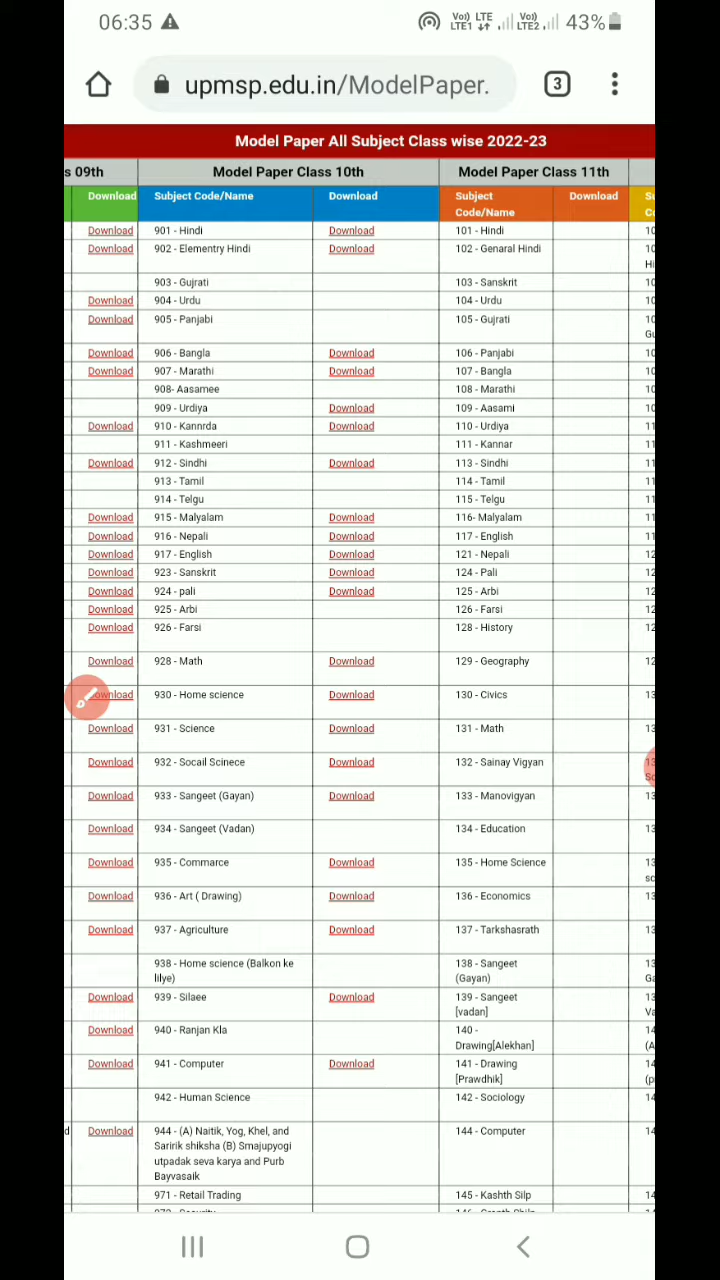 06:35
Vo) LTE LTE1 Vo) LTE2 43%
upmsp.edu.in/ModelPaper.
3
Model Paper All Subject Class wise 2022-23
s 09th Model Paper Class 10th Model Paper Class 11th
Download Subject Code/Name Download Subject Download
Code/Name
Download 901 - Hindi Download 101 - Hindi
Download 902 - Elementry Hindi Download 102 - Genaral Hindi
903 - Gujrati 103 - Sanskrit
Download 904 - Urdu 104 - Urdu
Download 905 - Panjabi 105 - Gujrati
Download 906 - Bangla Download 106 - Panjabi
Download 907 - Marathi Download 107 - Bangla
908- Aasamee 108 - Marathi
909 - Urdiya Download 109 - Aasami
Download 910 - Kannrda Download 110 - Urdiya
911 - Kashmeeri 111 - Kannar
Download 912 - Sindhi Download 113 - Sindhi
913 - Tamil 114 - Tamil
914 - Telgu 115 - Telgu
Download 915 - Malyalam Download 116- Malyalam
Download 916 - Nepali Download 117 - English
Download 917 - English Download 121 - Nepali
Download 923 - Sanskrit Download 124 - Pali
Download 924 - pali Download 125 - Arbi
Download 925 - Arbi 126 - Farsi
Download 926 - Farsi 128 - History
Download 928 - Math Download 129 - Geography
Download 930 - Home science Download 130 - Civics
Download 931 - Science Download 131 - Math
Download 932 - Socail Scinece Download 132 - Sainay Vigyan
Download 933 - Sangeet (Gayan) Download 133 - Manovigyan
Download 934 - Sangeet (Vadan) 134 - Education
Download 935 - Commarce Download 135 - Home Science
Download 936 - Art ( Drawing) Download 136 - Economics
Download 937 - Agriculture Download 137 - Tarkshasrath
938 - Home science (Balkon ke 138 - Sangeet
lilye) (Gayan)
Download 939 - Silaee Download 139 - Sangeet
[vadan]
Download 940 - Ranjan Kla 140 -
Drawing[Alekhan]
Download 941 - Computer Download 141 - Drawing
[Prawdhik]
942 - Human Science 142 - Sociology
d Download 944 - (A) Naitik, Yog, Khel, and 144 - Computer
Saririk shiksha (B) Smajupyogi
utpadak seva karya and Purb
Bayvasaik
971 - Retail Trading 145 - Kashth Silp